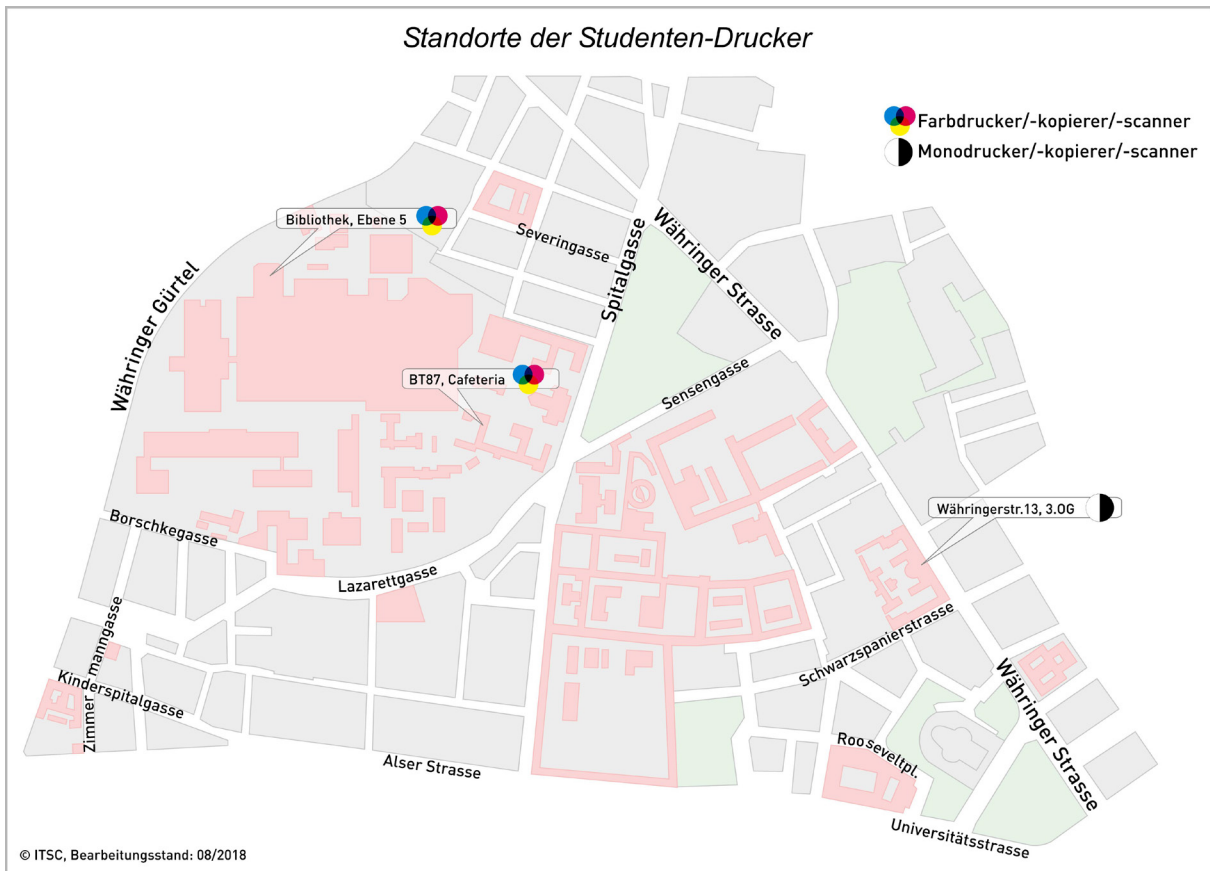 Standorte der Studenten-Drucker
Farbdrucker/-kopierer/-scanner
Monodrucker/-kopierer/-scanner
Bibliothek, Ebene 5
Severingasse
Spitalgasse
Währinger Strasse
Währinger Gürtel
BT87, Cafeteria
Sensengasse
Währingerstr.13, 3.OG
Borschkegasse
Lazarettgasse
Zimmermanngasse
Kinderspitalgasse
Schwarzspanierstrasse
Währinger Strasse
Rooseveltpl.
Alser Strasse
Universitätsstrasse
© ITSC, Bearbeitungsstand: 08/2018